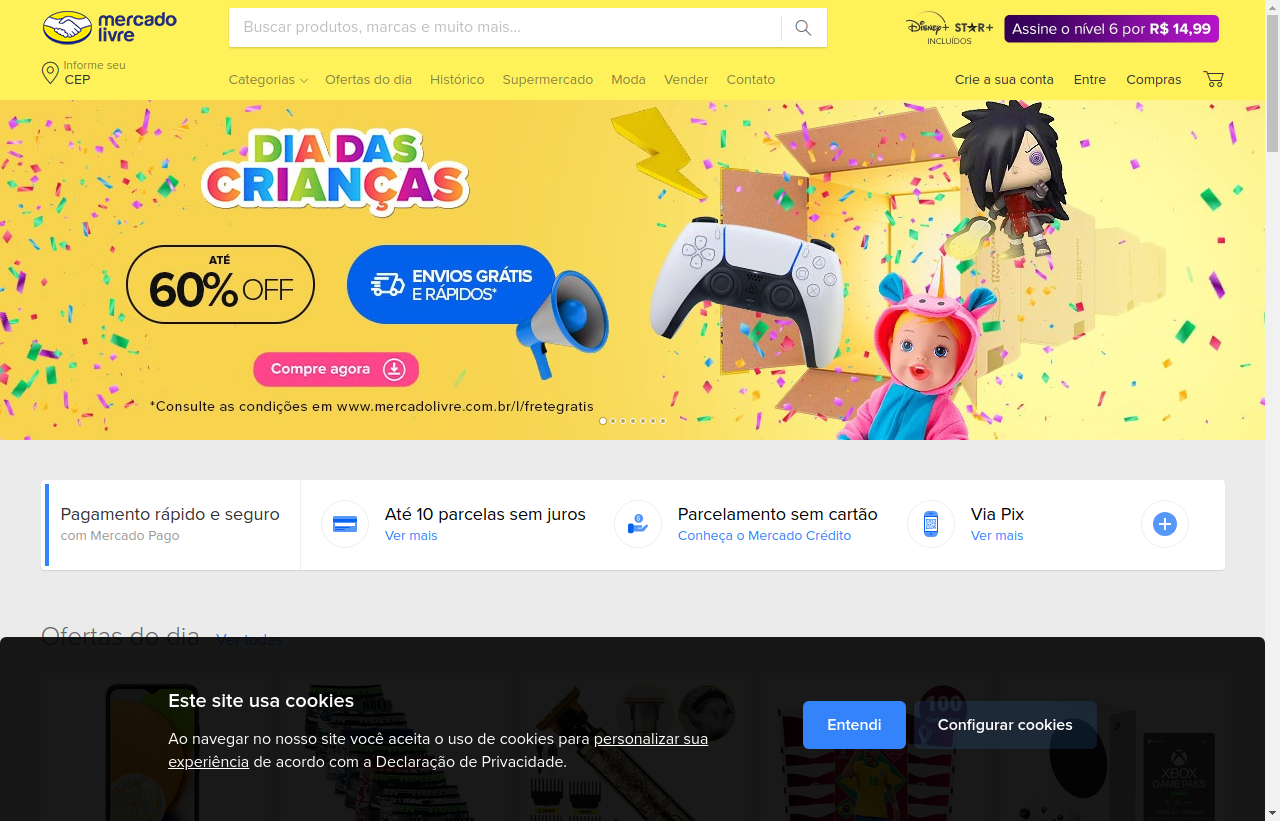 mercado
livre
Buscar produtos, marcas e muito mais...
Disney+ ST★R+
INCLUÍDOS
Assine o nível 6 por R$ 14,99
Informe seu
CEP
Categorias
Ofertas do dia
Histórico
Supermercado
Moda
Vender
Contato
Crie a sua conta
Entre
Compras
DIA DAS
CRIANÇAS
ATÉ
60% OFF
ENVIOS GRÁTIS
E RÁPIDOS*
Compre agora
*Consulte as condições em www.mercadolivre.com.br/l/fretegratis
Pagamento rápido e seguro
com Mercado Pago
Até 10 parcelas sem juros
Ver mais
Parcelamento sem cartão
Conheça o Mercado Crédito
Via Pix
Ver mais
Ofertas do dia
Ver todas
Este site usa cookies
Ao navegar no nosso site você aceita o uso de cookies para personalizar sua
experiência de acordo com a Declaração de Privacidade.
Entendi
Configurar cookies
100
XBOX
GAME PASS